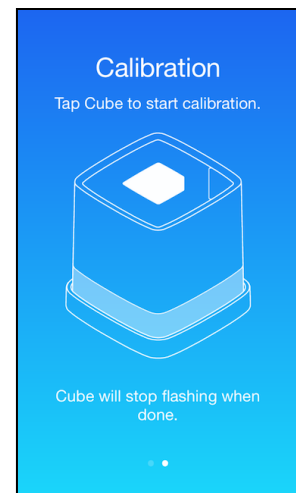 Calibration
Tap Cube to start calibration.
Cube will stop flashing when
done.